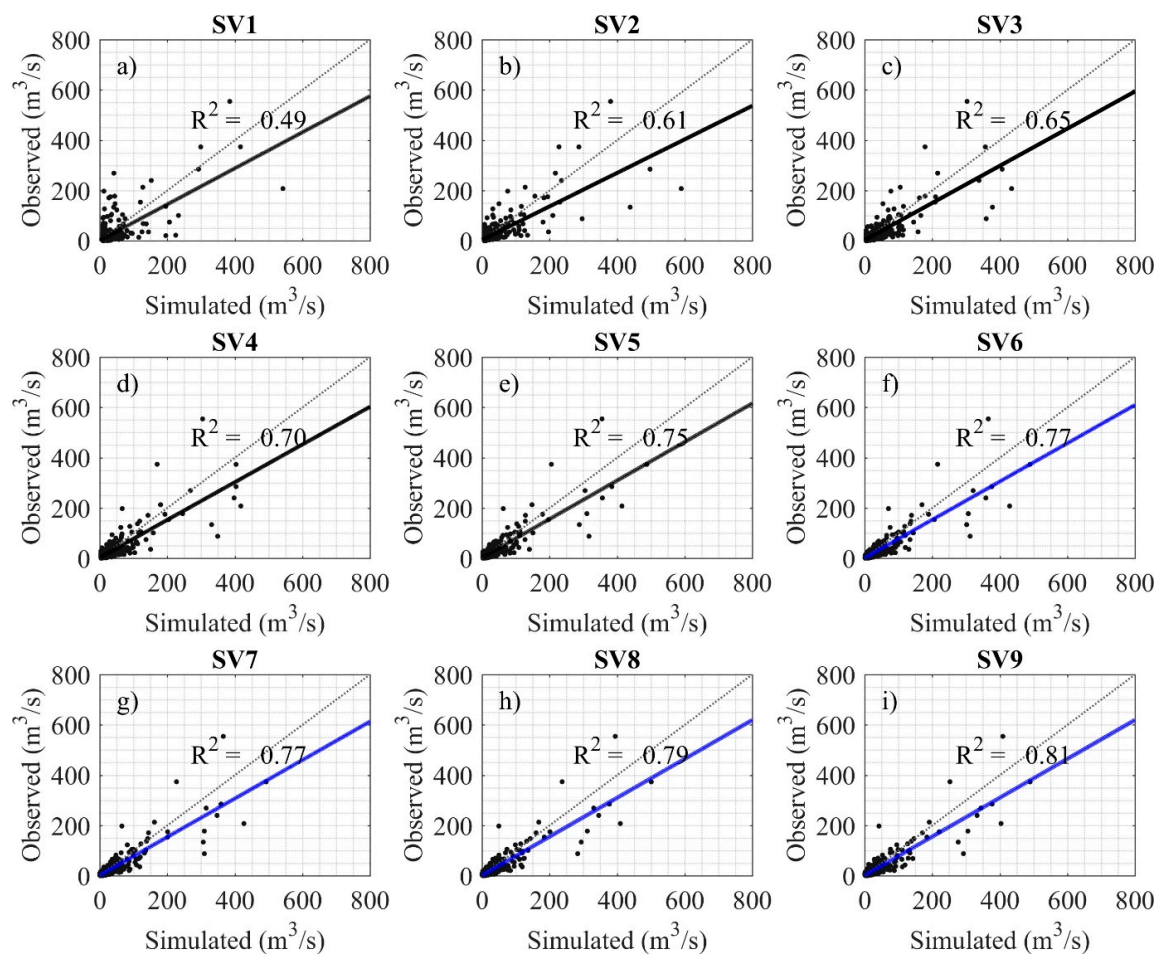 SV1
800
a)
600
R² = 0.49
400
200
0
0 200 400 600 800
Observed (m³/s)
Simulated (m³/s)
SV2
800
b)
600
R² = 0.61
400
200
0
0 200 400 600 800
Observed (m³/s)
Simulated (m³/s)
SV3
800
c)
600
R² = 0.65
400
200
0
0 200 400 600 800
Observed (m³/s)
Simulated (m³/s)
SV4
800
d)
600
R² = 0.70
400
200
0
0 200 400 600 800
Observed (m³/s)
Simulated (m³/s)
SV5
800
e)
600
R² = 0.75
400
200
0
0 200 400 600 800
Observed (m³/s)
Simulated (m³/s)
SV6
800
f)
600
R² = 0.77
400
200
0
0 200 400 600 800
Observed (m³/s)
Simulated (m³/s)
SV7
800
g)
600
R² = 0.77
400
200
0
0 200 400 600 800
Observed (m³/s)
Simulated (m³/s)
SV8
800
h)
600
R² = 0.79
400
200
0
0 200 400 600 800
Observed (m³/s)
Simulated (m³/s)
SV9
800
i)
600
R² = 0.81
400
200
0
0 200 400 600 800
Observed (m³/s)
Simulated (m³/s)